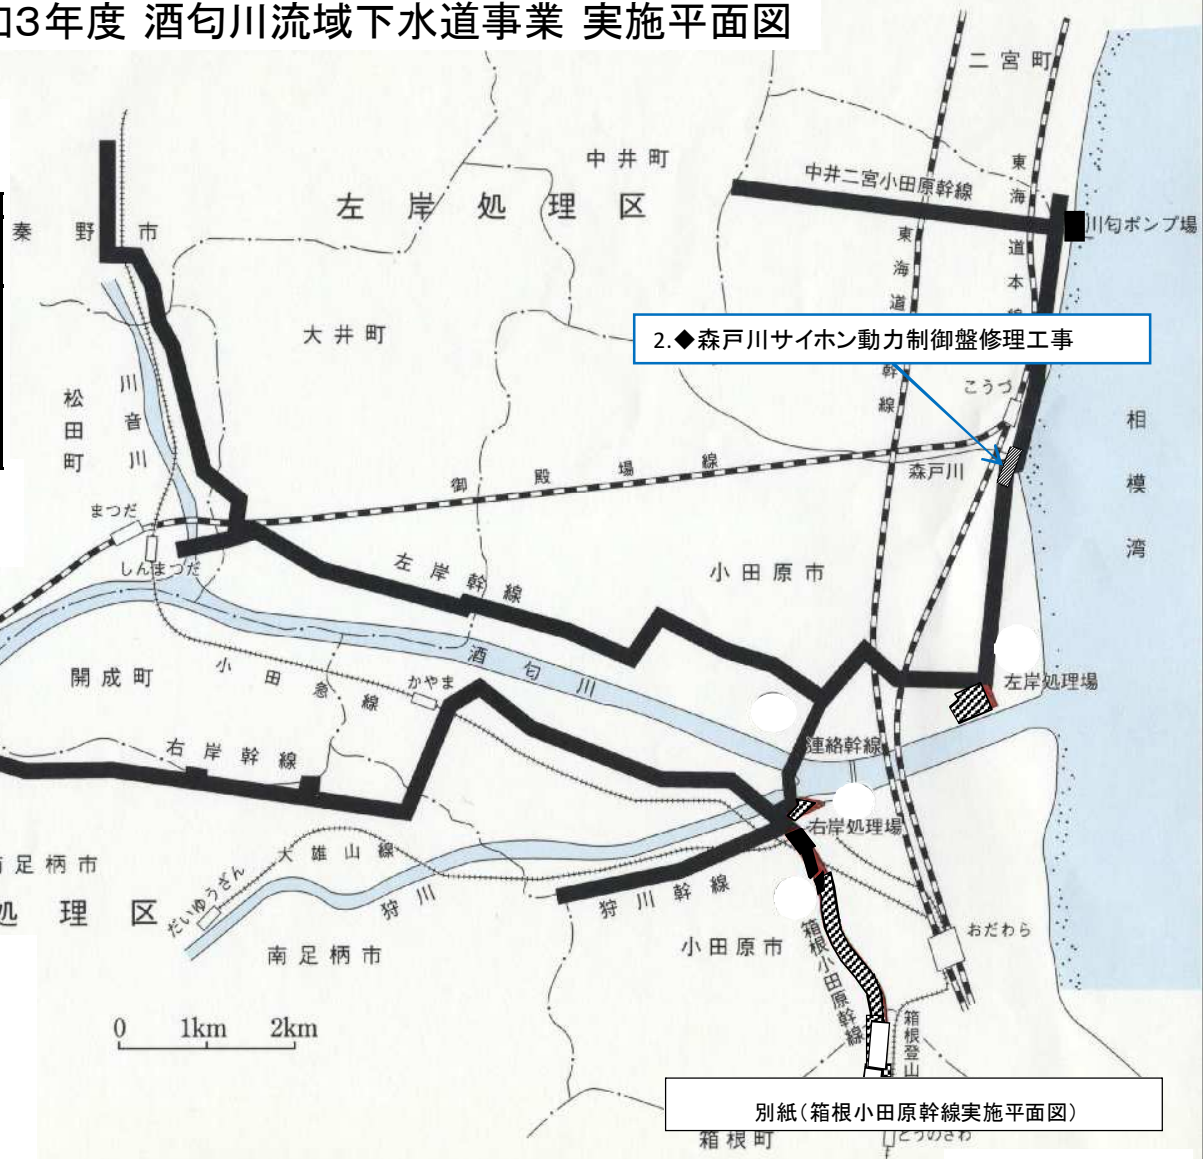 和3年度 酒匂川流域下水道事業 実施平面図
二宮町
中井町
左岸処理区
中井二宮小田原幹線
東海道本線
川匂ポンプ場
秦野市
東海道幹線
大井町
2.◆森戸川サイホン動力制御盤修理工事
こうづ
川音川
松田町
相模湾
御殿場線
森戸川
まつだ
しんまつだ
左岸幹線
小田原市
酒匂川
開成町
小田急線
かやま
左岸処理場
右岸幹線
連絡幹線
右岸処理場
大雄山線
足柄市
だいゆうざん
狩川
狩川幹線
処理区
南足柄市
小田原市
箱根小田原幹線
おだわら
0 1km 2km
箱根登山
別紙(箱根小田原幹線実施平面図)
箱根町
とうのさわ